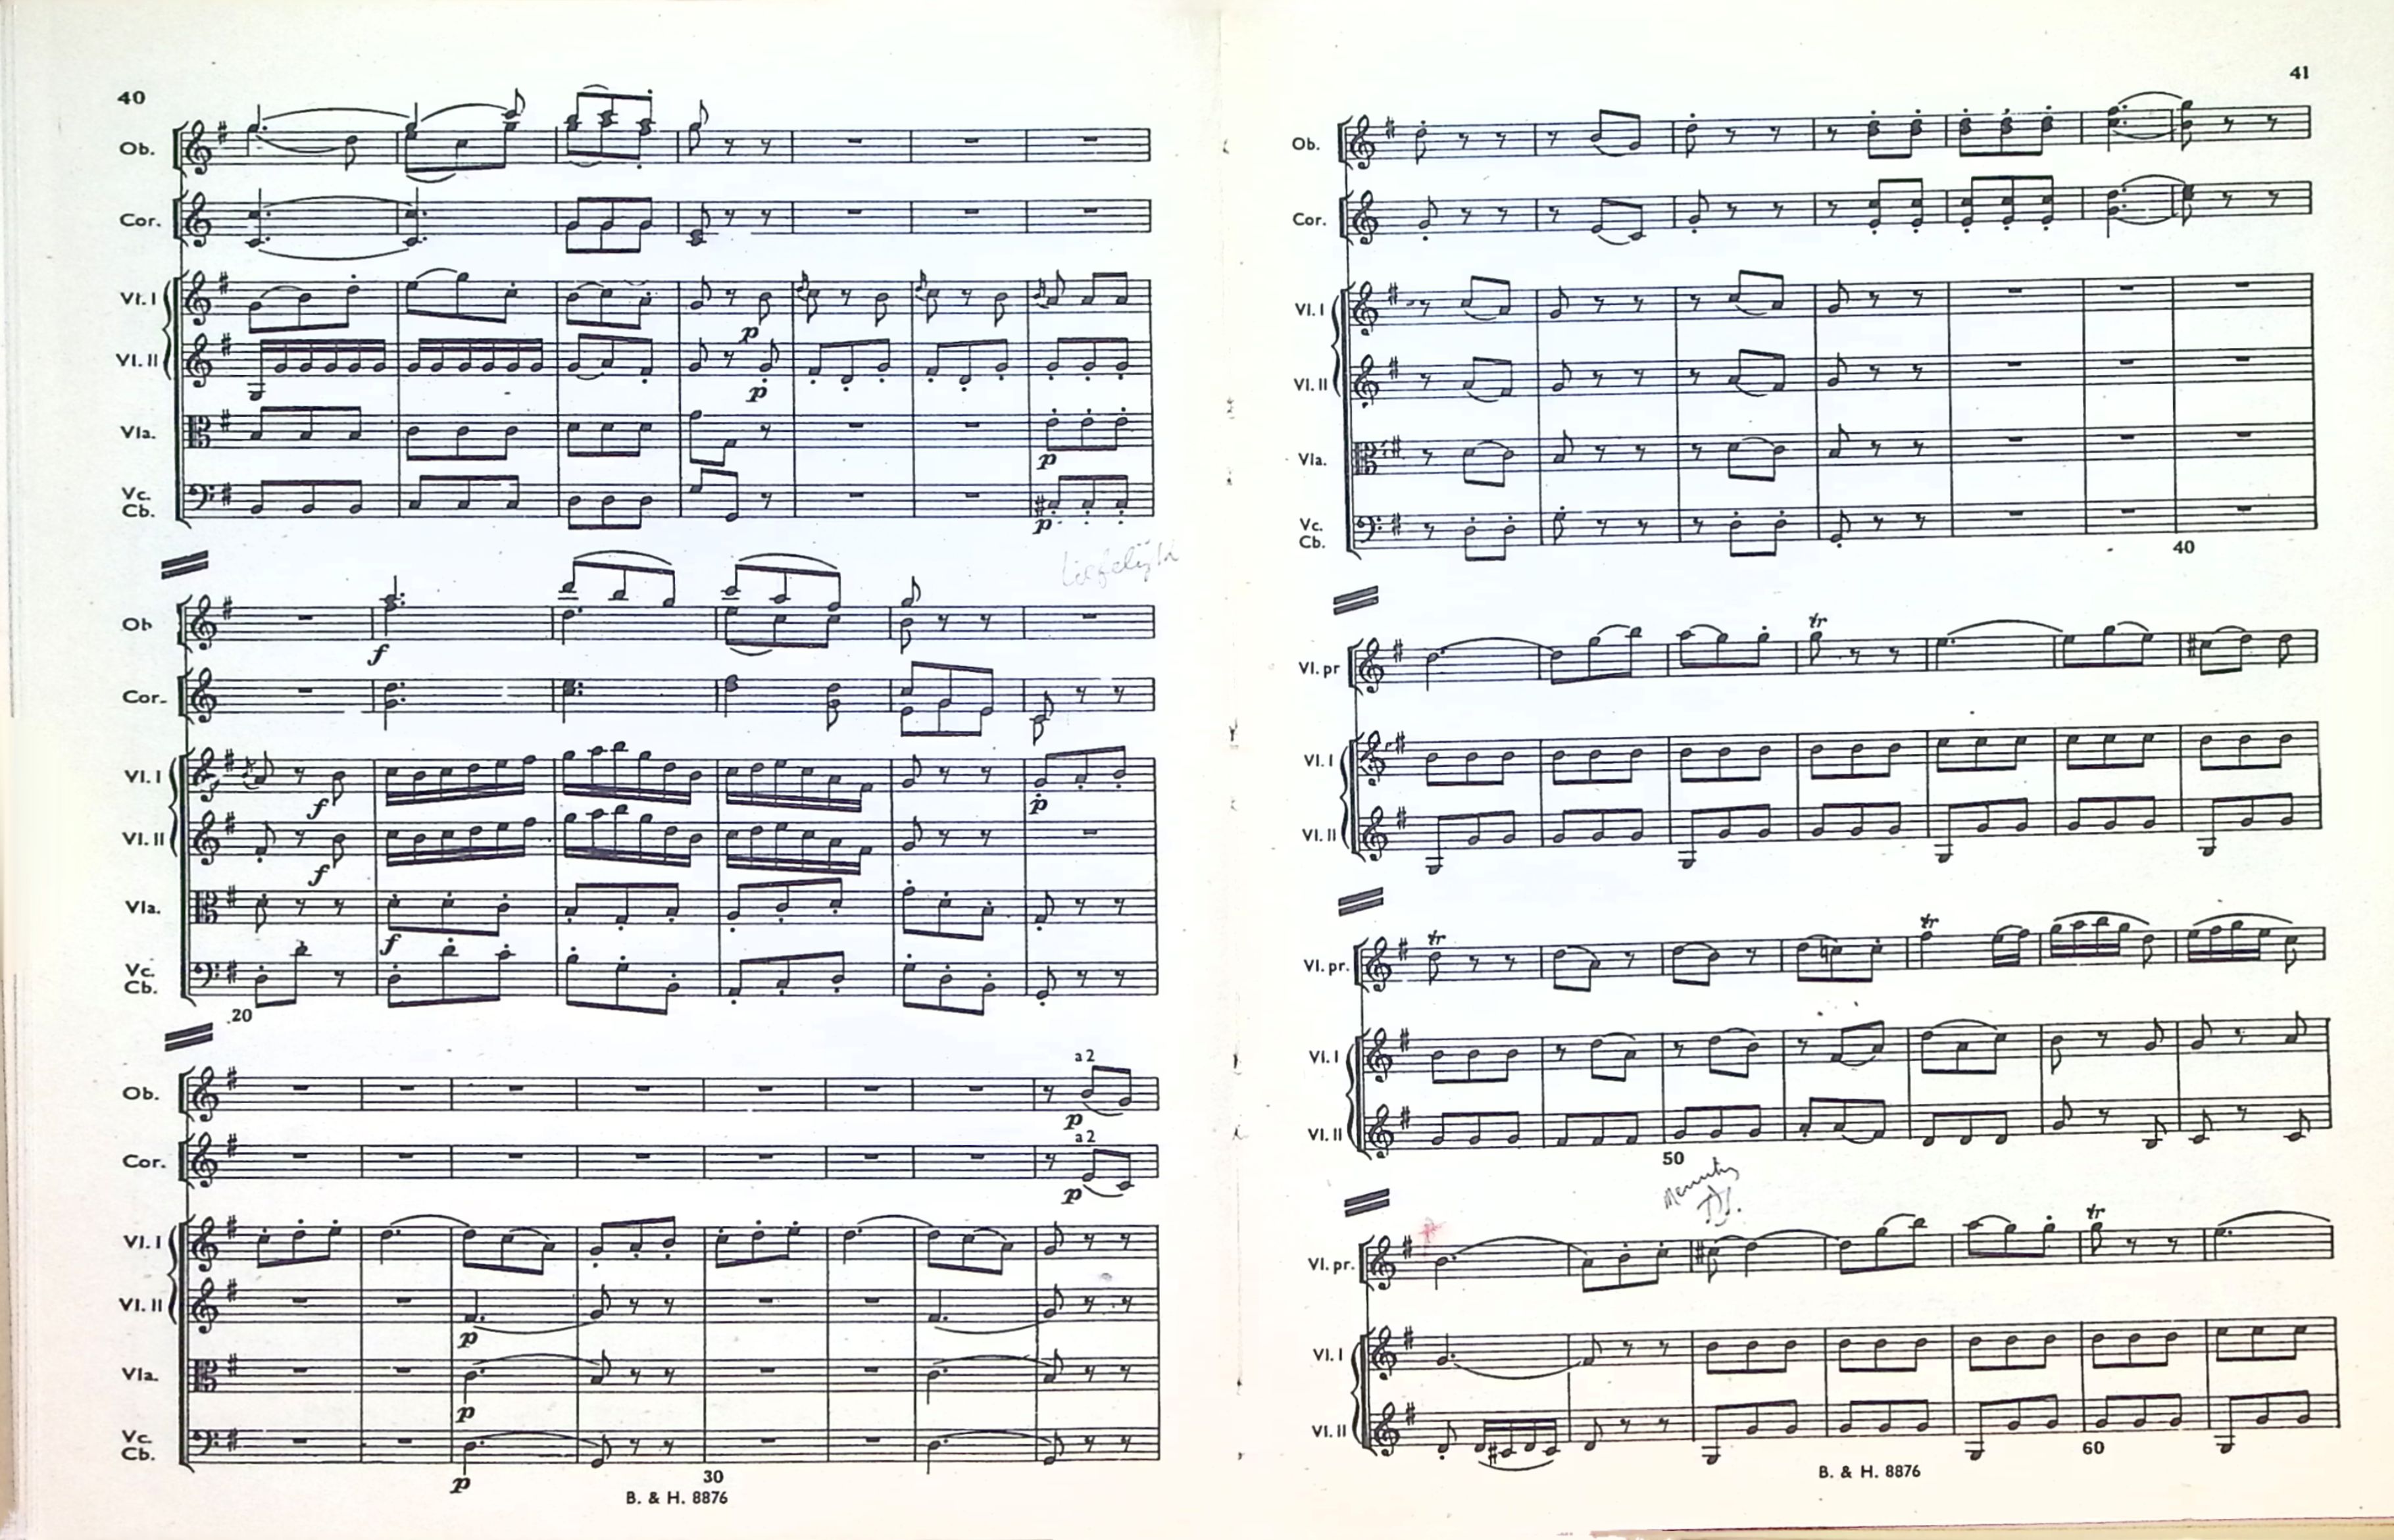 40
Ob.
Cor.
Vl. I
p
Vl. II
p
Vla.
p
Vc.
Cb.
p
Liefelijk
Ob
f
Cor.
Vl. I
f
p
Vl. II
f
Vla.
f
Vc.
Cb.
20
a 2
Ob.
p
a 2
Cor.
p
Vl. I
Vl. II
p
Vla.
p
Vc.
Cb.
p
30
B. & H. 8876
41
Ob.
Cor.
Vl. I
Vl. II
Vla.
Vc.
Cb.
40
tr
Vl. pr
Vl. I
Vl. II
tr
tr
Vl. pr.
Vl. I
Vl. II
50
tr
Vl. pr.
Vl. I
Vl. II
60
B. & H. 8876